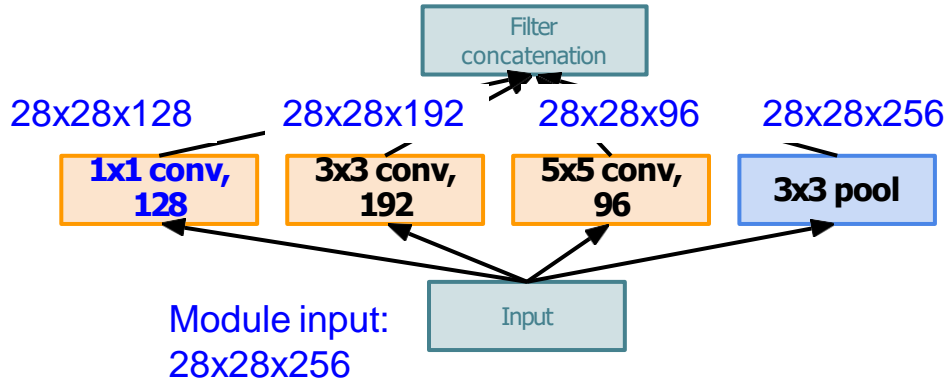 Filter
concatenation
28x28x128
28x28x192
28x28x96
28x28x256
1x1 conv,
128
3x3 conv,
192
5x5 conv,
96
3x3 pool
Input
Module input:
28x28x256